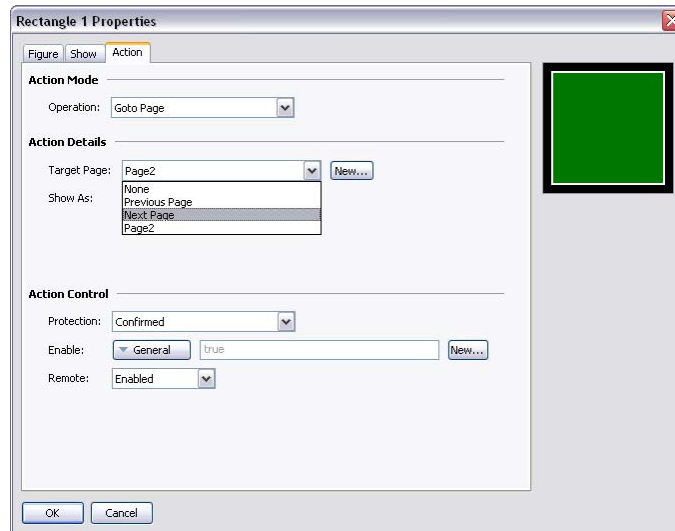 Rectangle 1 Properties
Figure Show Action
Action Mode
Operation: Goto Page
Action Details
Target Page: Page2 New...
None
Show As:
Previous Page
Next Page
Page2
Action Control
Protection: Confirmed
Enable: General true New...
Remote: Enabled
OK Cancel